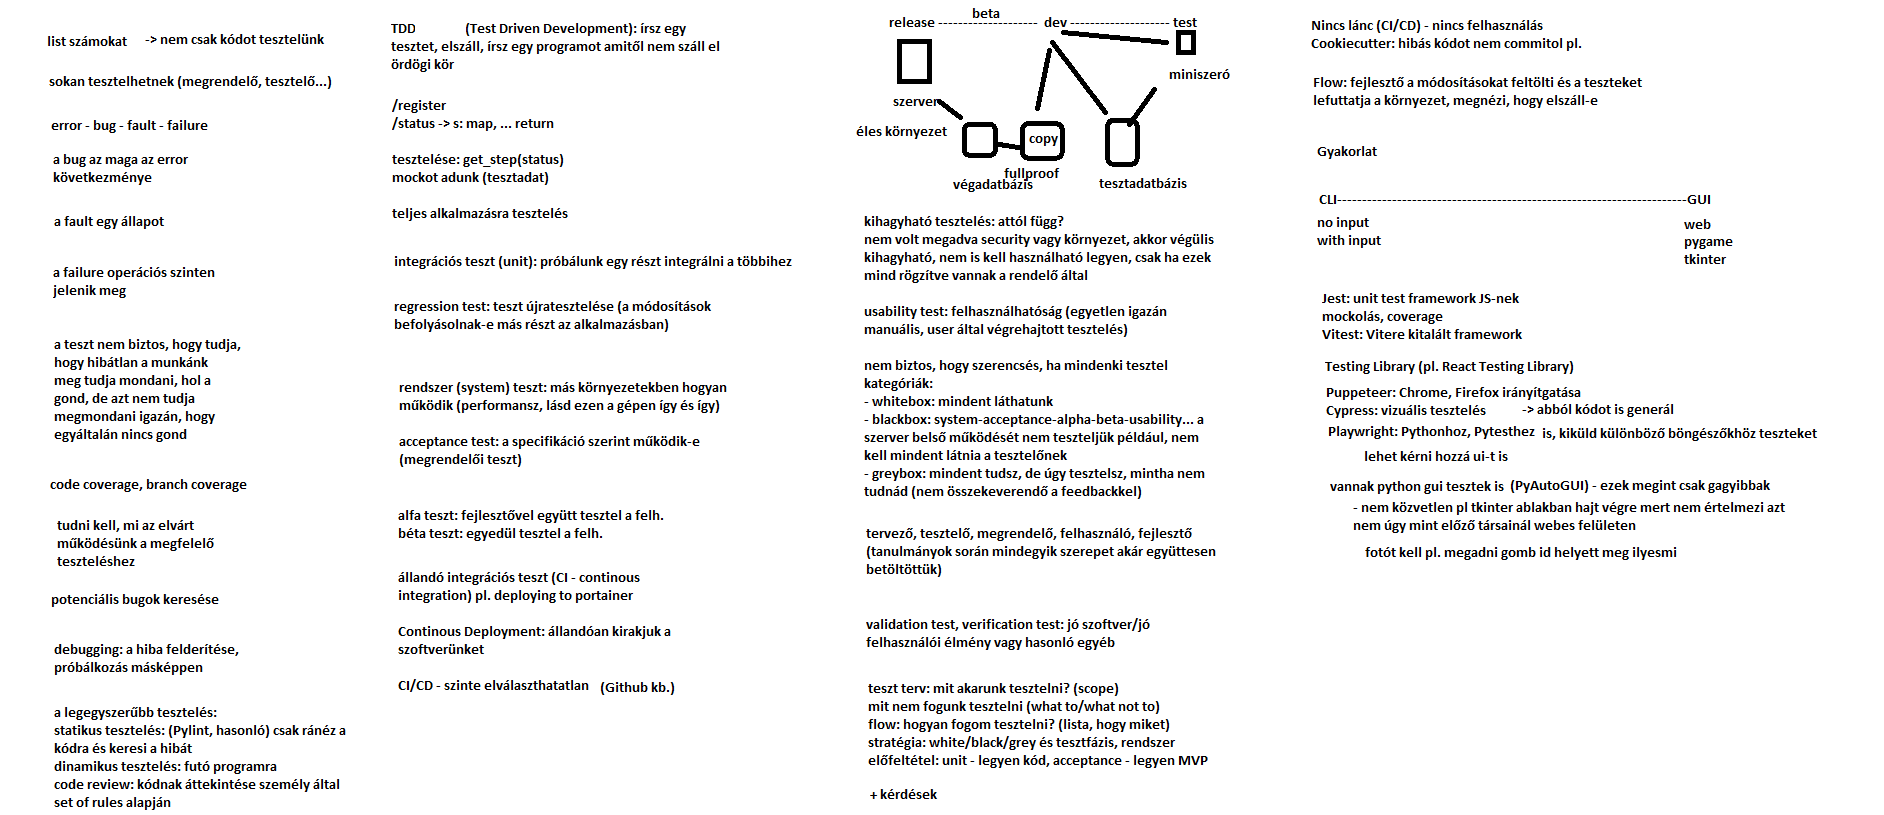 list számokat -> nem csak kódot tesztelünk
sokan tesztelhetnek (megrendelő, tesztelő...)
error - bug - fault - failure
a bug az maga az error
következménye
a fault egy állapot
a failure operációs szinten
jelenik meg
a teszt nem biztos, hogy tudja,
hogy hibátlan a munkánk
meg tudja mondani, hol a
gond, de azt nem tudja
megmondani igazán, hogy
egyáltalán nincs gond
code coverage, branch coverage
tudni kell, mi az elvárt
működésünk a megfelelő
teszteléshez
potenciális bugok keresése
debugging: a hiba felderítése,
próbálkozás másképpen
a legegyszerűbb tesztelés:
statikus tesztelés: (Pylint, hasonló) csak ránéz a
kódra és keresi a hibát
dinamikus tesztelés: futó programra
code review: kódnak áttekintése személy által
set of rules alapján
TDD (Test Driven Development): írsz egy
tesztet, elszáll, írsz egy programot amitől nem száll el
ördögi kör
/register
/status -> s: map, ... return
tesztelése: get_step(status)
mockot adunk (tesztadat)
teljes alkalmazásra tesztelés
integrációs teszt (unit): próbálunk egy részt integrálni a többihez
regression test: teszt újratesztelése (a módosítások
befolyásolnak-e más részt az alkalmazásban)
rendszer (system) teszt: más környezetekben hogyan
működik (performansz, lásd ezen a gépen így és így)
acceptance test: a specifikáció szerint működik-e
(megrendelői teszt)
alfa teszt: fejlesztővel együtt tesztel a felh.
béta teszt: egyedül tesztel a felh.
állandó integrációs teszt (CI - continous
integration) pl. deploying to portainer
Continous Deployment: állandóan kirakjuk a
szoftverünket
CI/CD - szinte elválaszthatatlan (Github kb.)
beta
release -------------------- dev -------------------- test
miniszeró
szerver
éles környezet
copy
fullproof
végadatbázis
tesztadatbázis
kihagyható tesztelés: attól függ?
nem volt megadva security vagy környezet, akkor végülis
kihagyható, nem is kell használható legyen, csak ha ezek
mind rögzítve vannak a rendelő által
usability test: felhasználhatóság (egyetlen igazán
manuális, user által végrehajtott tesztelés)
nem biztos, hogy szerencsés, ha mindenki tesztel
kategóriák:
- whitebox: mindent láthatunk
- blackbox: system-acceptance-alpha-beta-usability... a
szerver belső működését nem teszteljük például, nem
kell mindent látnia a tesztelőnek
- greybox: mindent tudsz, de úgy tesztelsz, mintha nem
tudnád (nem összekeverendő a feedbackkel)
tervező, tesztelő, megrendelő, felhasználó, fejlesztő
(tanulmányok során mindegyik szerepet akár együttesen
betöltöttük)
validation test, verification test: jó szoftver/jó
felhasználói élmény vagy hasonló egyéb
teszt terv: mit akarunk tesztelni? (scope)
mit nem fogunk tesztelni (what to/what not to)
flow: hogyan fogom tesztelni? (lista, hogy miket)
stratégia: white/black/grey és tesztfázis, rendszer
előfeltétel: unit - legyen kód, acceptance - legyen MVP
+ kérdések
Nincs lánc (CI/CD) - nincs felhasználás
Cookiecutter: hibás kódot nem commitol pl.
Flow: fejlesztő a módosításokat feltölti és a teszteket
lefuttatja a környezet, megnézi, hogy elszáll-e
Gyakorlat
CLI----------------------------------------------------------------------GUI
no input
with input
web
pygame
tkinter
Jest: unit test framework JS-nek
mockolás, coverage
Vitest: Vitere kitalált framework
Testing Library (pl. React Testing Library)
Puppeteer: Chrome, Firefox irányítgatása
Cypress: vizuális tesztelés -> abból kódot is generál
Playwright: Pythonhoz, Pytesthez is, kiküld különböző böngészőkhöz teszteket
lehet kérni hozzá ui-t is
vannak python gui tesztek is (PyAutoGUI) - ezek megint csak gagyibbak
- nem közvetlen pl tkinter ablakban hajt végre mert nem értelmezi azt
nem úgy mint előző társainál webes felületen
fotót kell pl. megadni gomb id helyett meg ilyesmi